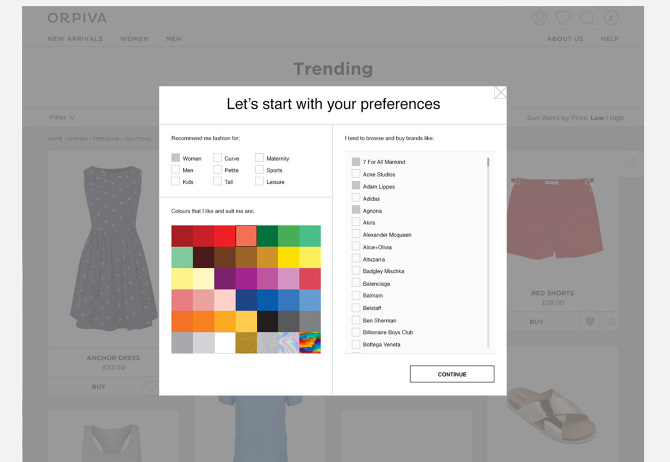 ORPIVA
NEW ARRIVALS WOMEN MEN
ABOUT US HELP
Trending
Filter
Sort items by Price: Low | High
HOME / WOMEN / TRENDING / NAUTICAL
Let's start with your preferences
Recommend me fashion for;
Women Curve Maternity
Men Petite Sports
Kids Tall Leisure
Colours that I like and suit me are;
I tend to browse and buy brands like:
7 For All Mankind
Acne Studios
Adam Lippes
Adidas
Agnona
Akris
Alexander Mcqueen
Alice+Olivia
Altuzarra
Badgley Mischka
Balenciaga
Balmain
Belstaff
Ben Sherman
Billionaire Boys Club
Bottega Veneta
CONTINUE
ANCHOR DRESS
£32.00
BUY
RED SHORTS
£38.00
BUY